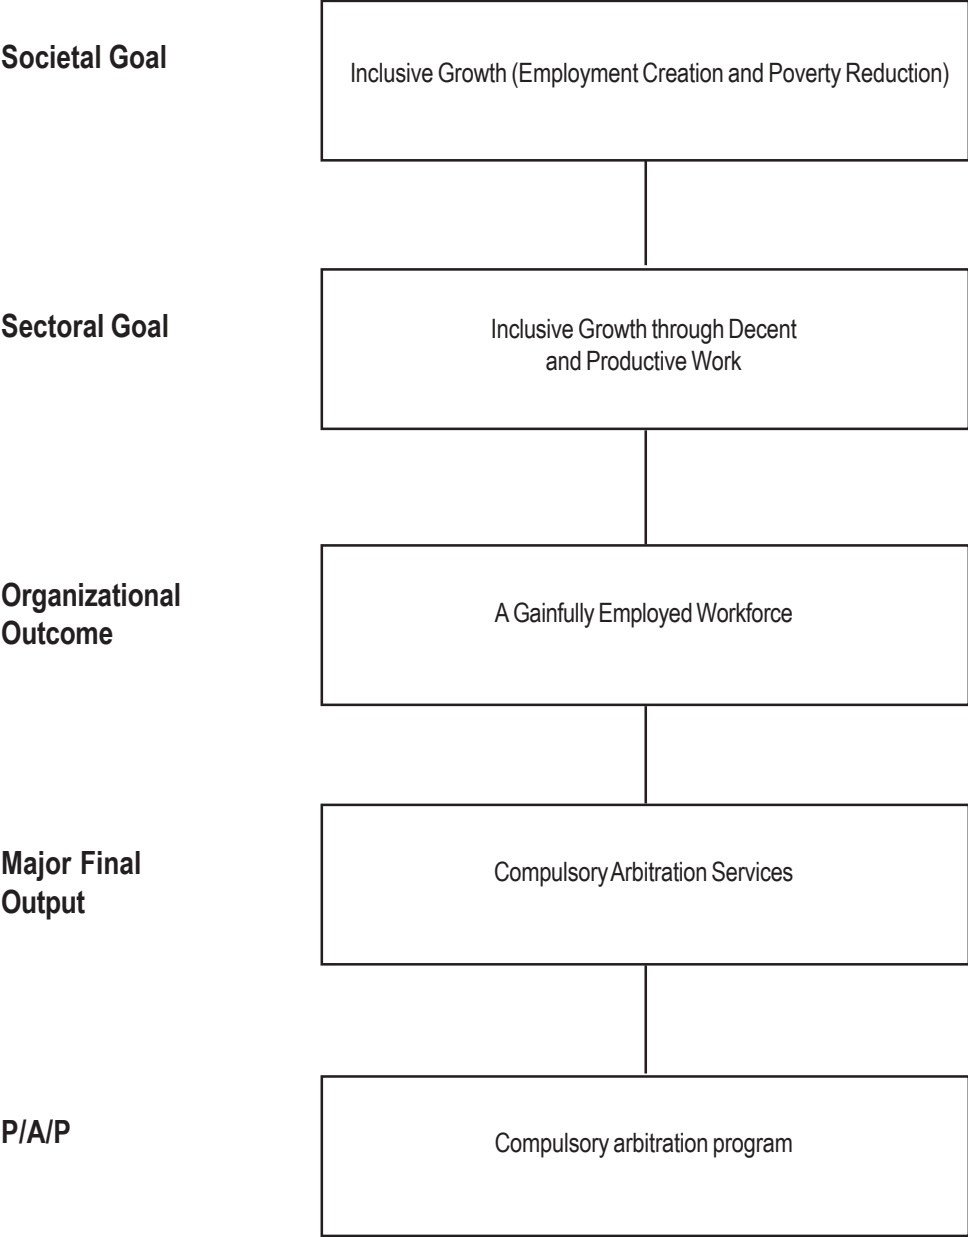 Societal Goal
Inclusive Growth (Employment Creation and Poverty Reduction)
Sectoral Goal
Inclusive Growth through Decent
and Productive Work
Organizational
Outcome
A Gainfully Employed Workforce
Major Final
Output
Compulsory Arbitration Services
P/A/P
Compulsory arbitration program